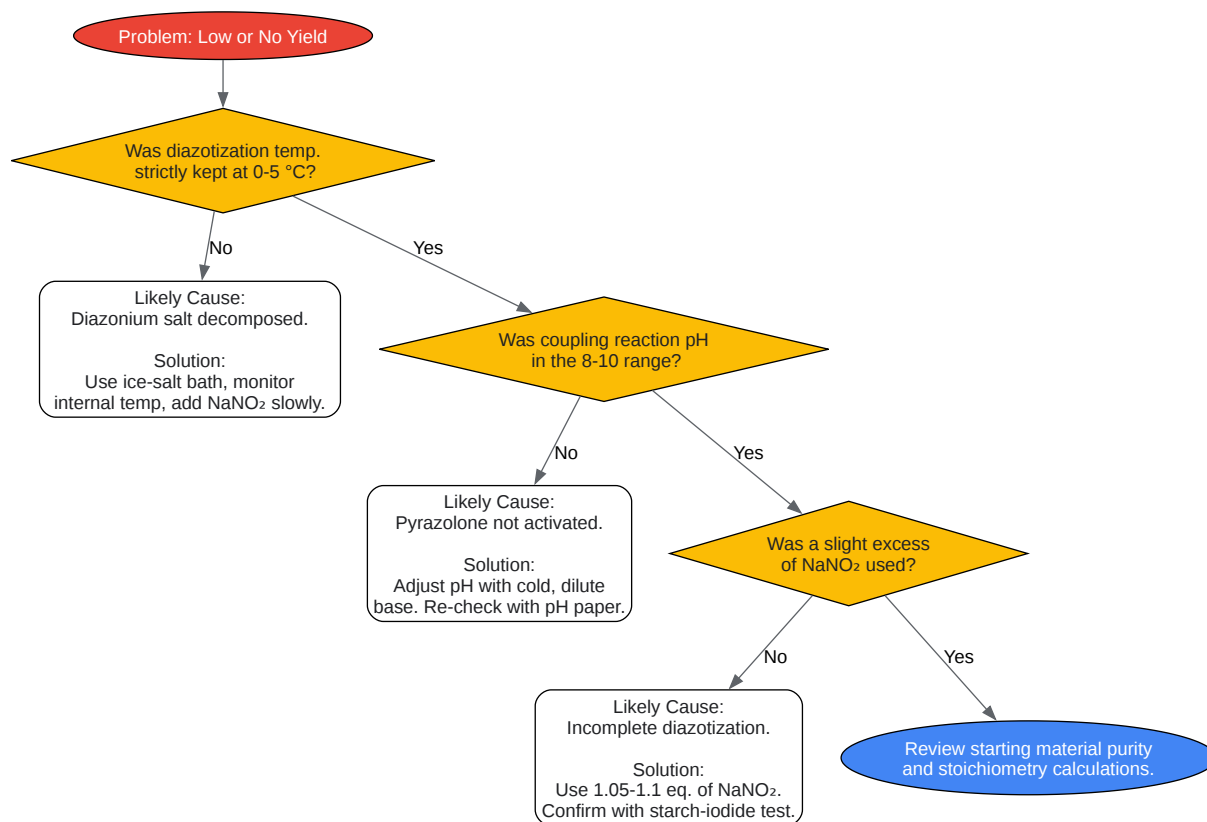 Problem: Low or No Yield
Was diazotization temp.
strictly kept at 0-5 °C?
No
Yes
Likely Cause:
Diazonium salt decomposed.
Solution:
Use ice-salt bath, monitor
internal temp, add NaNO₂ slowly.
Was coupling reaction pH
in the 8-10 range?
No
Yes
Likely Cause:
Pyrazolone not activated.
Solution:
Adjust pH with cold, dilute
base. Re-check with pH paper.
Was a slight excess
of NaNO₂ used?
No
Yes
Likely Cause:
Incomplete diazotization.
Solution:
Use 1.05-1.1 eq. of NaNO₂.
Confirm with starch-iodide test.
Review starting material purity
and stoichiometry calculations.